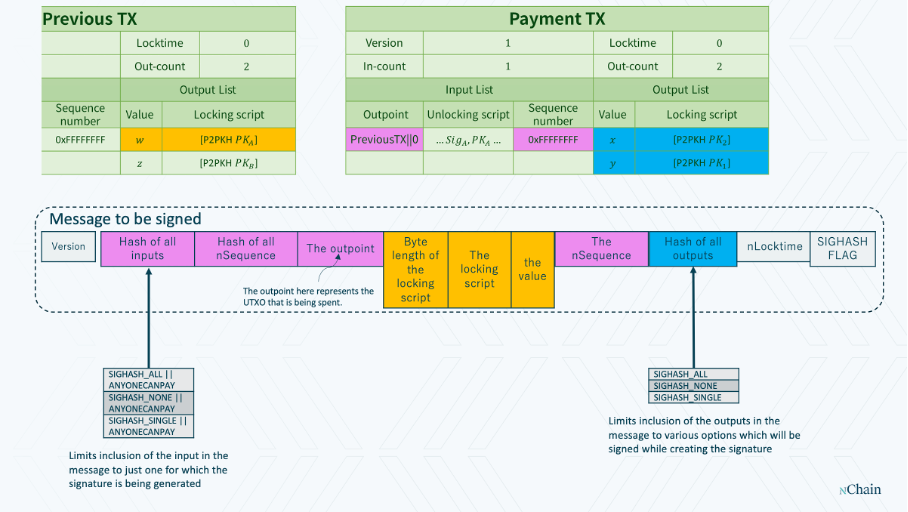 Previous TX
Payment TX
Locktime 0
Version 1 Locktime 0
Out-count 2
In-count 1 Out-count 2
Output List
Input List Output List
Sequence number Value Locking script
Outpoint Unlocking script Sequence number Value Locking script
0xFFFFFFFF w [P2PKH PK_A]
PreviousTX||0 ...Sig_A, PK_A ... 0xFFFFFFFF x [P2PKH PK_2]
z [P2PKH PK_B]
y [P2PKH PK_1]
Message to be signed
Version
Hash of all
inputs
Hash of all
nSequence
The outpoint
Byte
length of
the
locking
script
The
locking
script
the
value
The
nSequence
Hash of all
outputs
nLocktime
SIGHASH
FLAG
The outpoint here represents the
UTXO that is being spent.
SIGHASH_ALL ||
ANYONECANPAY
SIGHASH_NONE ||
ANYONECANPAY
SIGHASH_SINGLE ||
ANYONECANPAY
SIGHASH_ALL
SIGHASH_NONE
SIGHASH_SINGLE
Limits inclusion of the input in the
message to just one for which the
signature is being generated
Limits inclusion of the outputs in the
message to various options which will be
signed while creating the signature
nChain